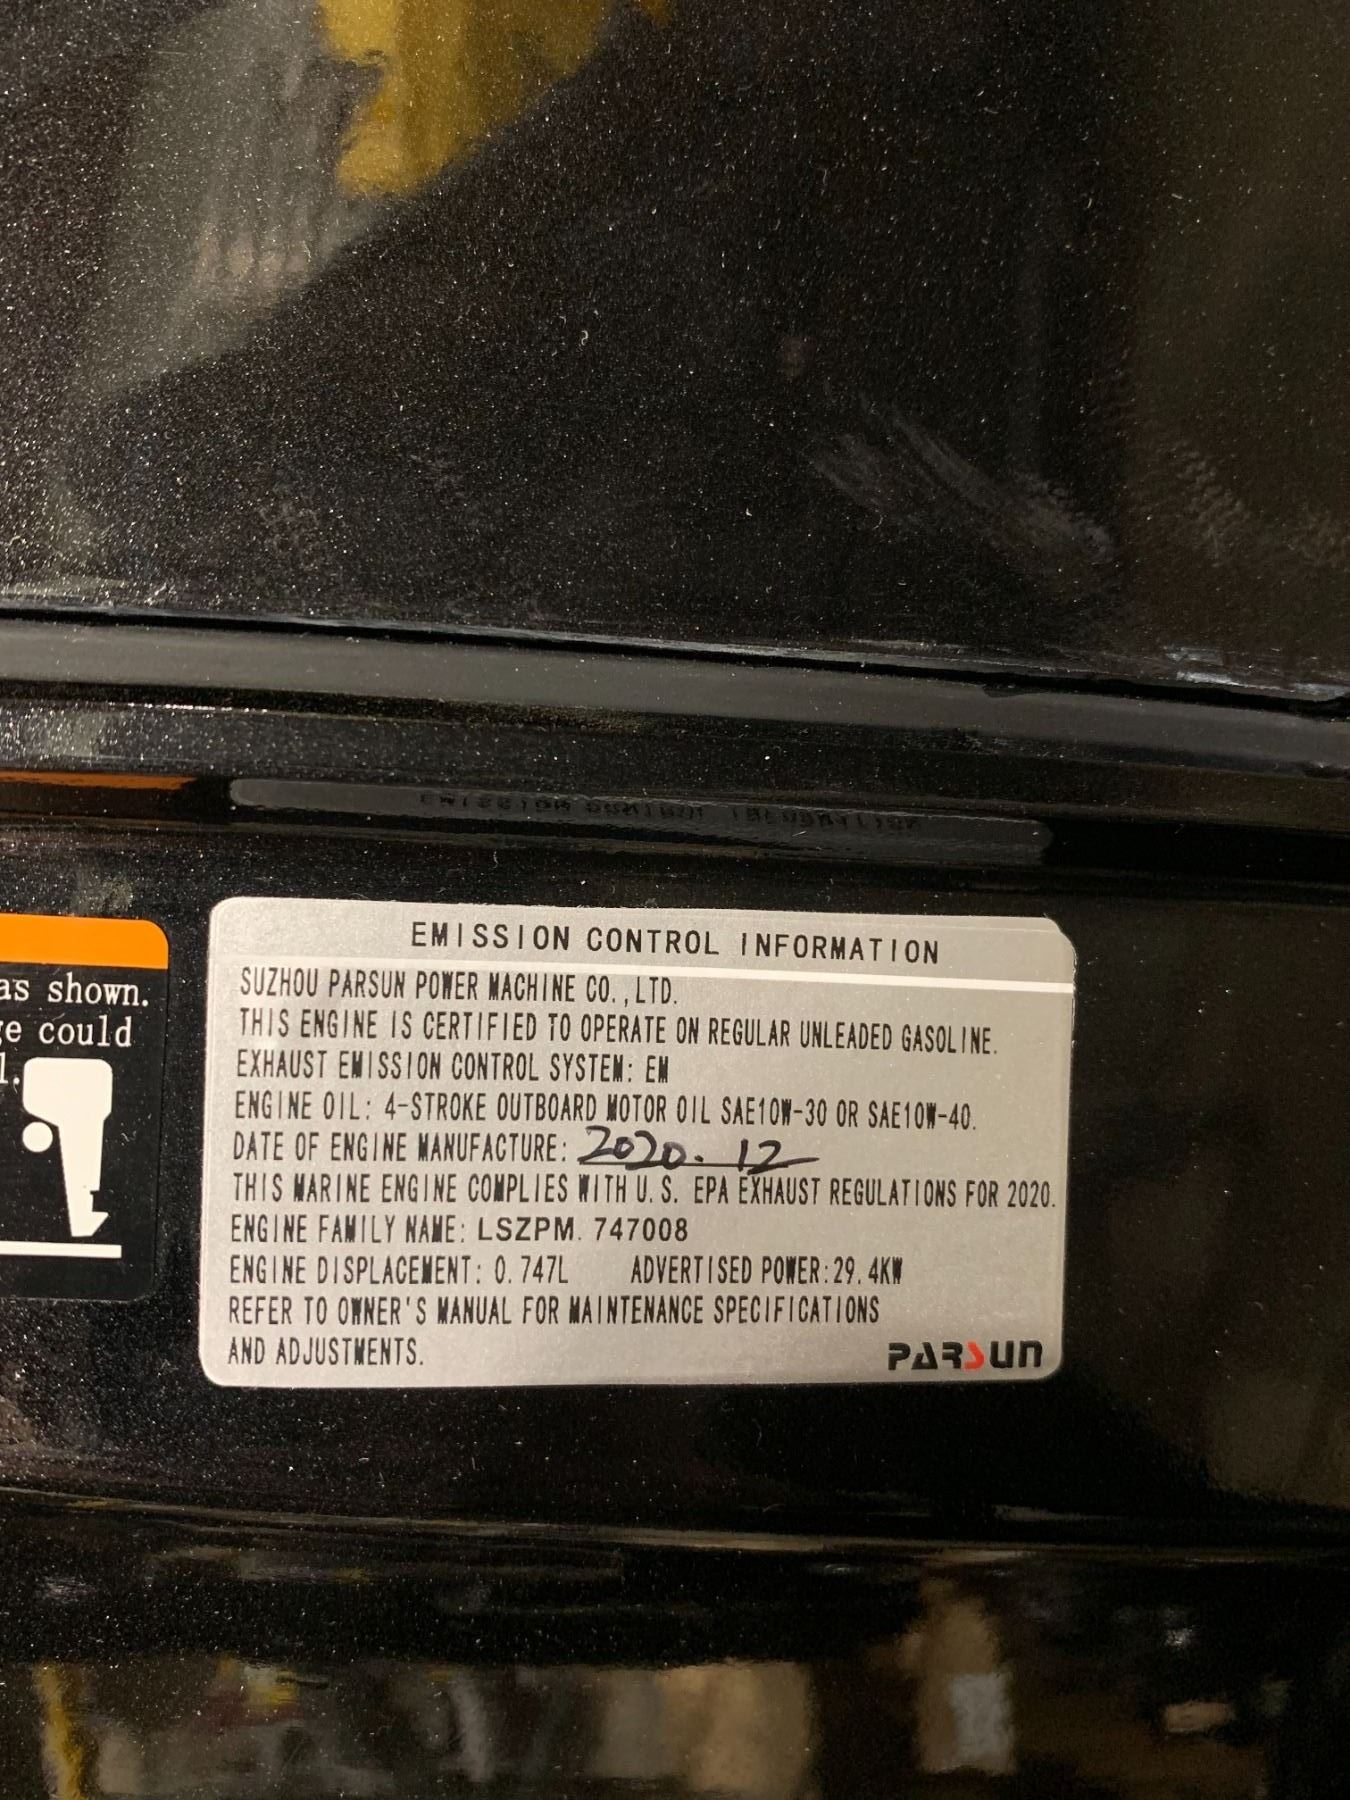 EMISSION CONTROL INFORMATION
SUZHOU PARSUN POWER MACHINE CO.,LTD.
THIS ENGINE IS CERTIFIED TO OPERATE ON REGULAR UNLEADED GASOLINE.
EXHAUST EMISSION CONTROL SYSTEM: EM
ENGINE OIL: 4-STROKE OUTBOARD MOTOR OIL SAE10W-30 OR SAE10W-40.
DATE OF ENGINE MANUFACTURE: 2020.12
THIS MARINE ENGINE COMPLIES WITH U.S. EPA EXHAUST REGULATIONS FOR 2020.
ENGINE FAMILY NAME: LSZPM.747008
ENGINE DISPLACEMENT: 0.747L ADVERTISED POWER:29.4KW
REFER TO OWNER'S MANUAL FOR MAINTENANCE SPECIFICATIONS
AND ADJUSTMENTS.
PARSUN
as shown.
could